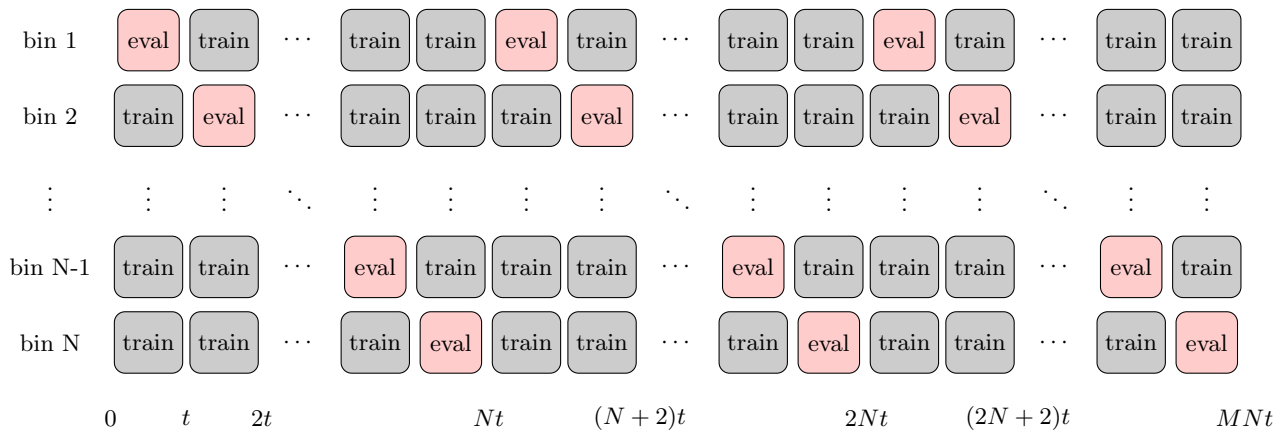 bin 1 eval train ⋯ train train eval train ⋯ train train eval train ⋯ train train
bin 2 train eval ⋯ train train train eval ⋯ train train train eval ⋯ train train
⋮ ⋮ ⋮ ⋱ ⋮ ⋮ ⋮ ⋮ ⋱ ⋮ ⋮ ⋮ ⋮ ⋱ ⋮ ⋮
bin N-1 train train ⋯ eval train train train ⋯ eval train train train ⋯ eval train
bin N train train ⋯ train eval train train ⋯ train eval train train ⋯ train eval
0 t 2t Nt (N + 2)t 2Nt (2N + 2)t MNt